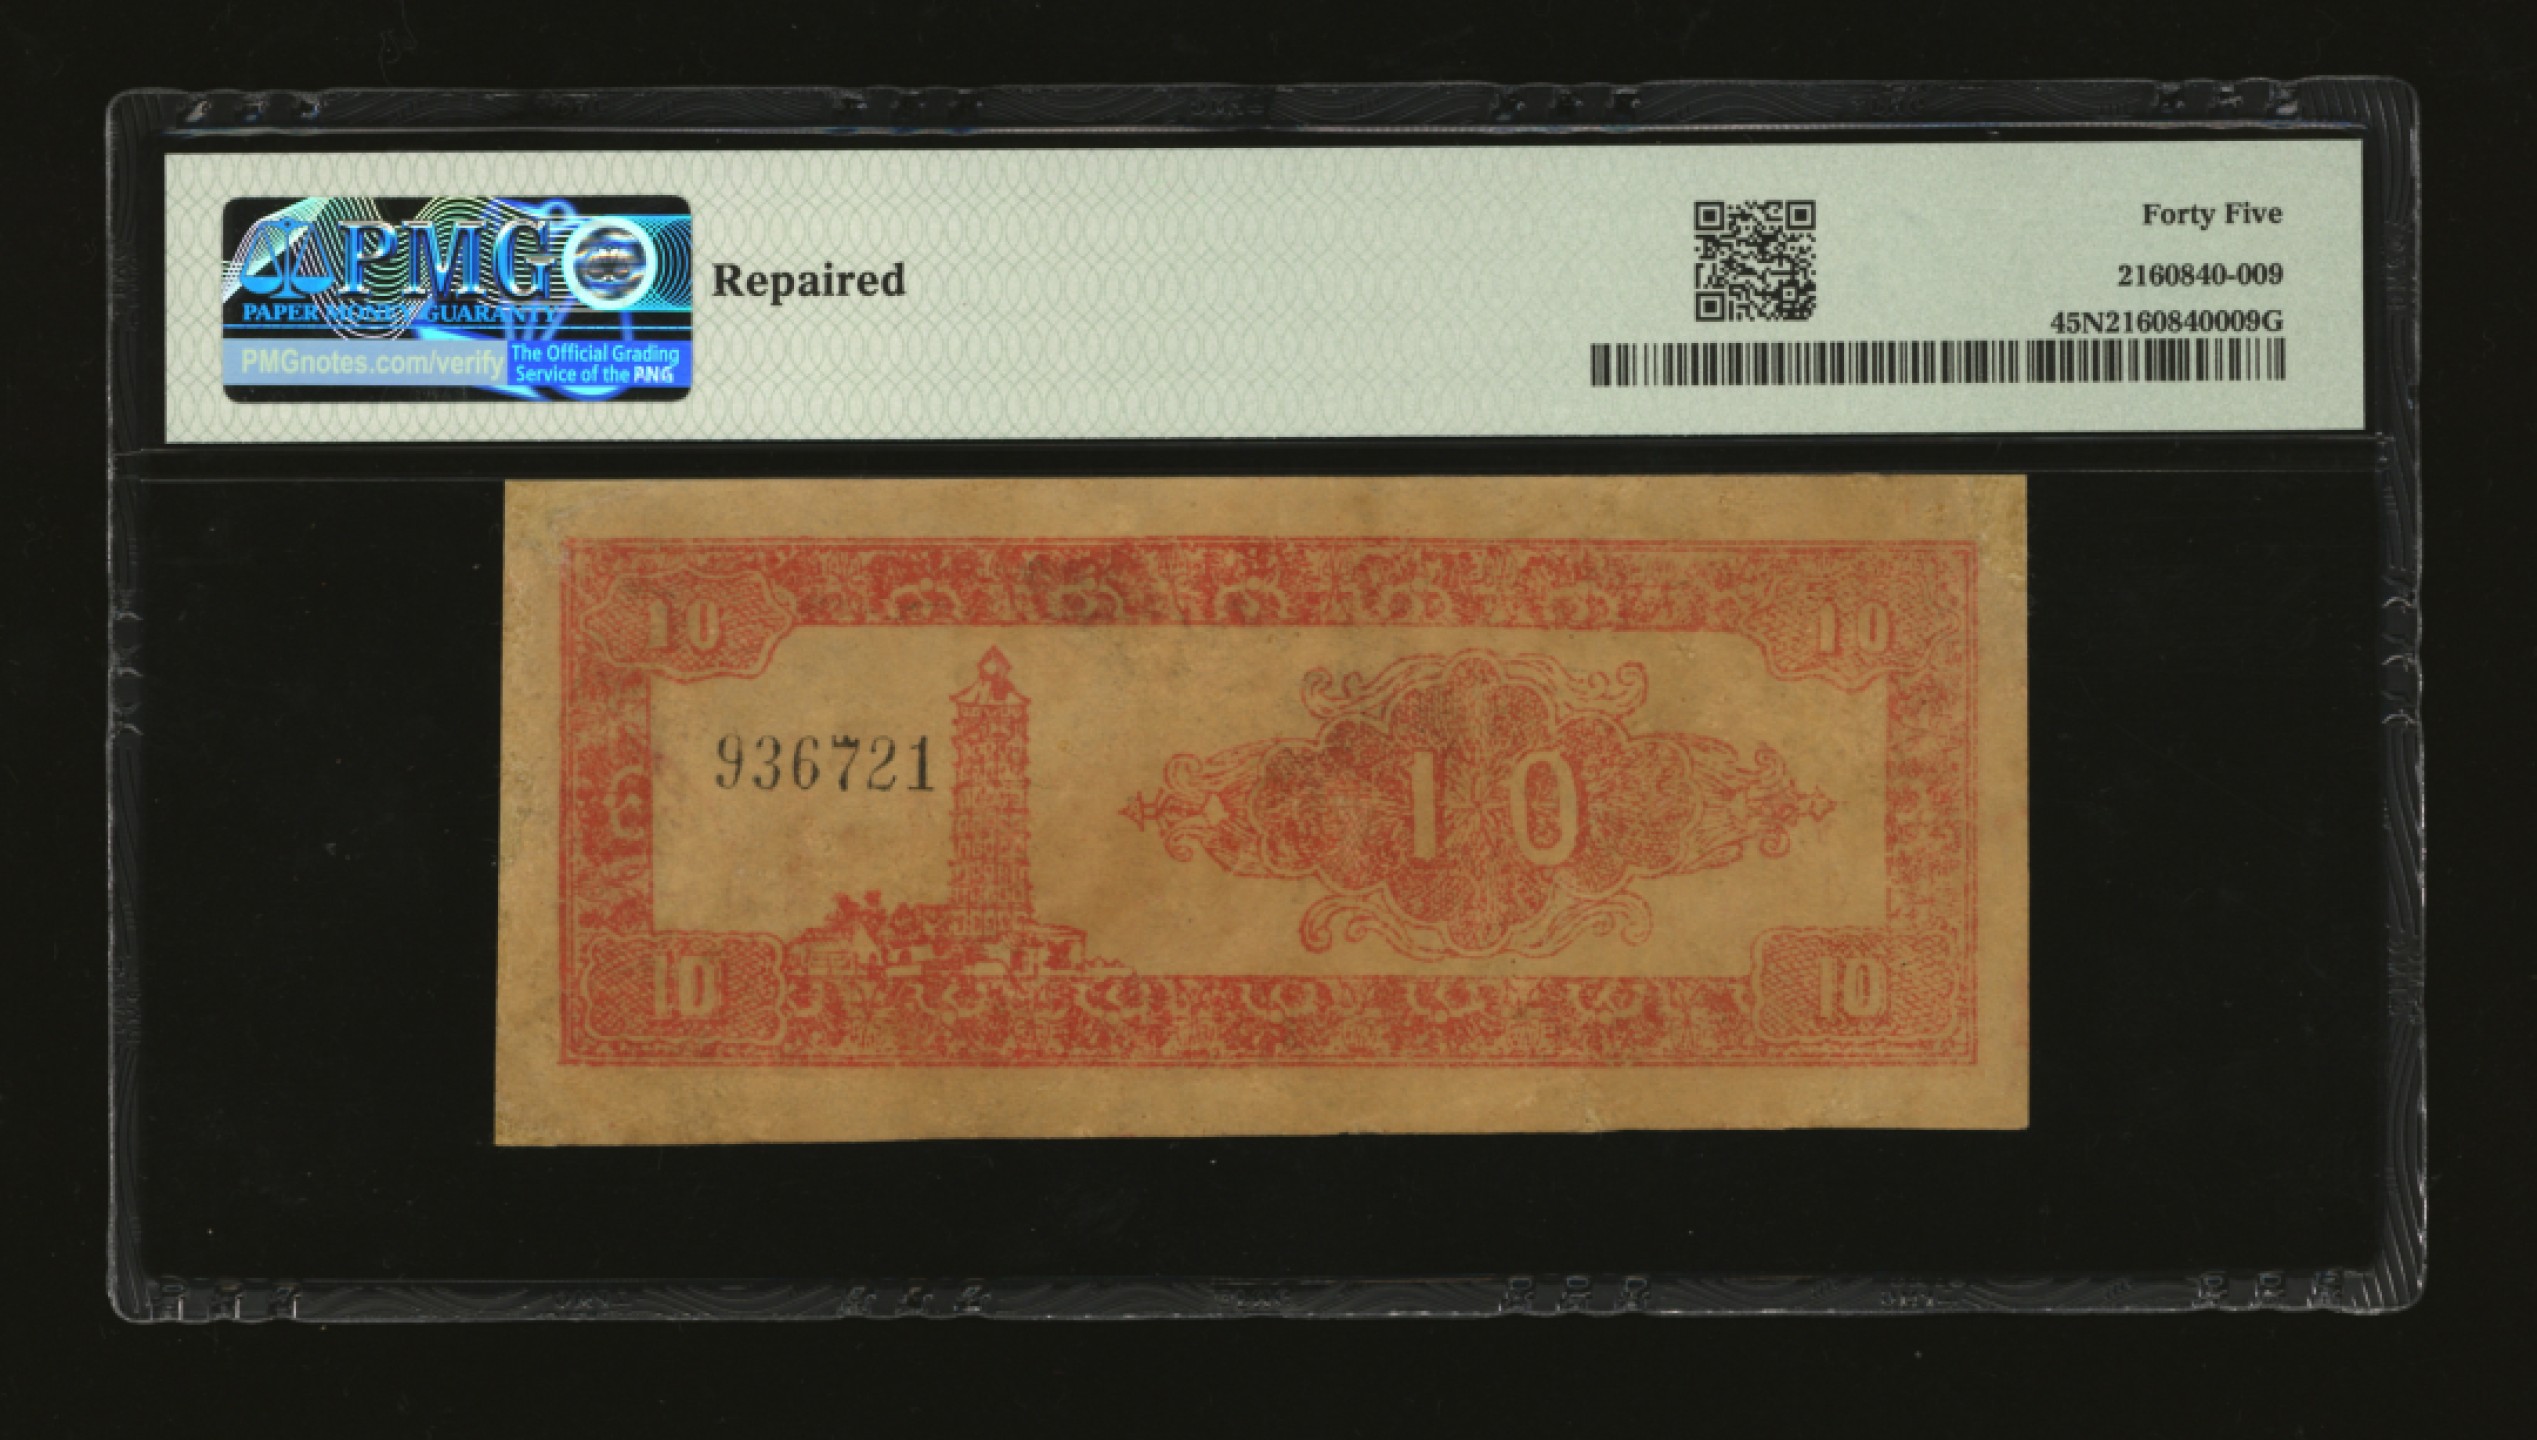 PMG
PAPER MONEY GUARANTY
PMGnotes.com/verify
The Official Grading
Service of the PNG
Repaired
Forty Five
2160840-009
45N2160840009G
10
10
936721
10
10
10